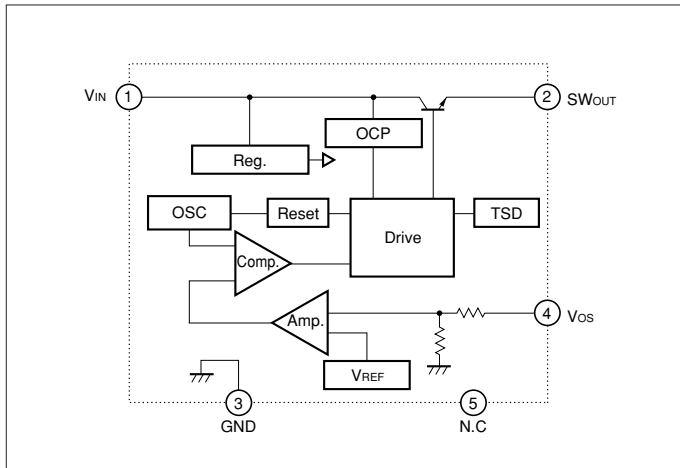 VIN
1
2
SWOUT
OCP
Reg.
OSC
Reset
Drive
TSD
Comp.
Amp.
4
VOS
VREF
3
GND
5
N.C